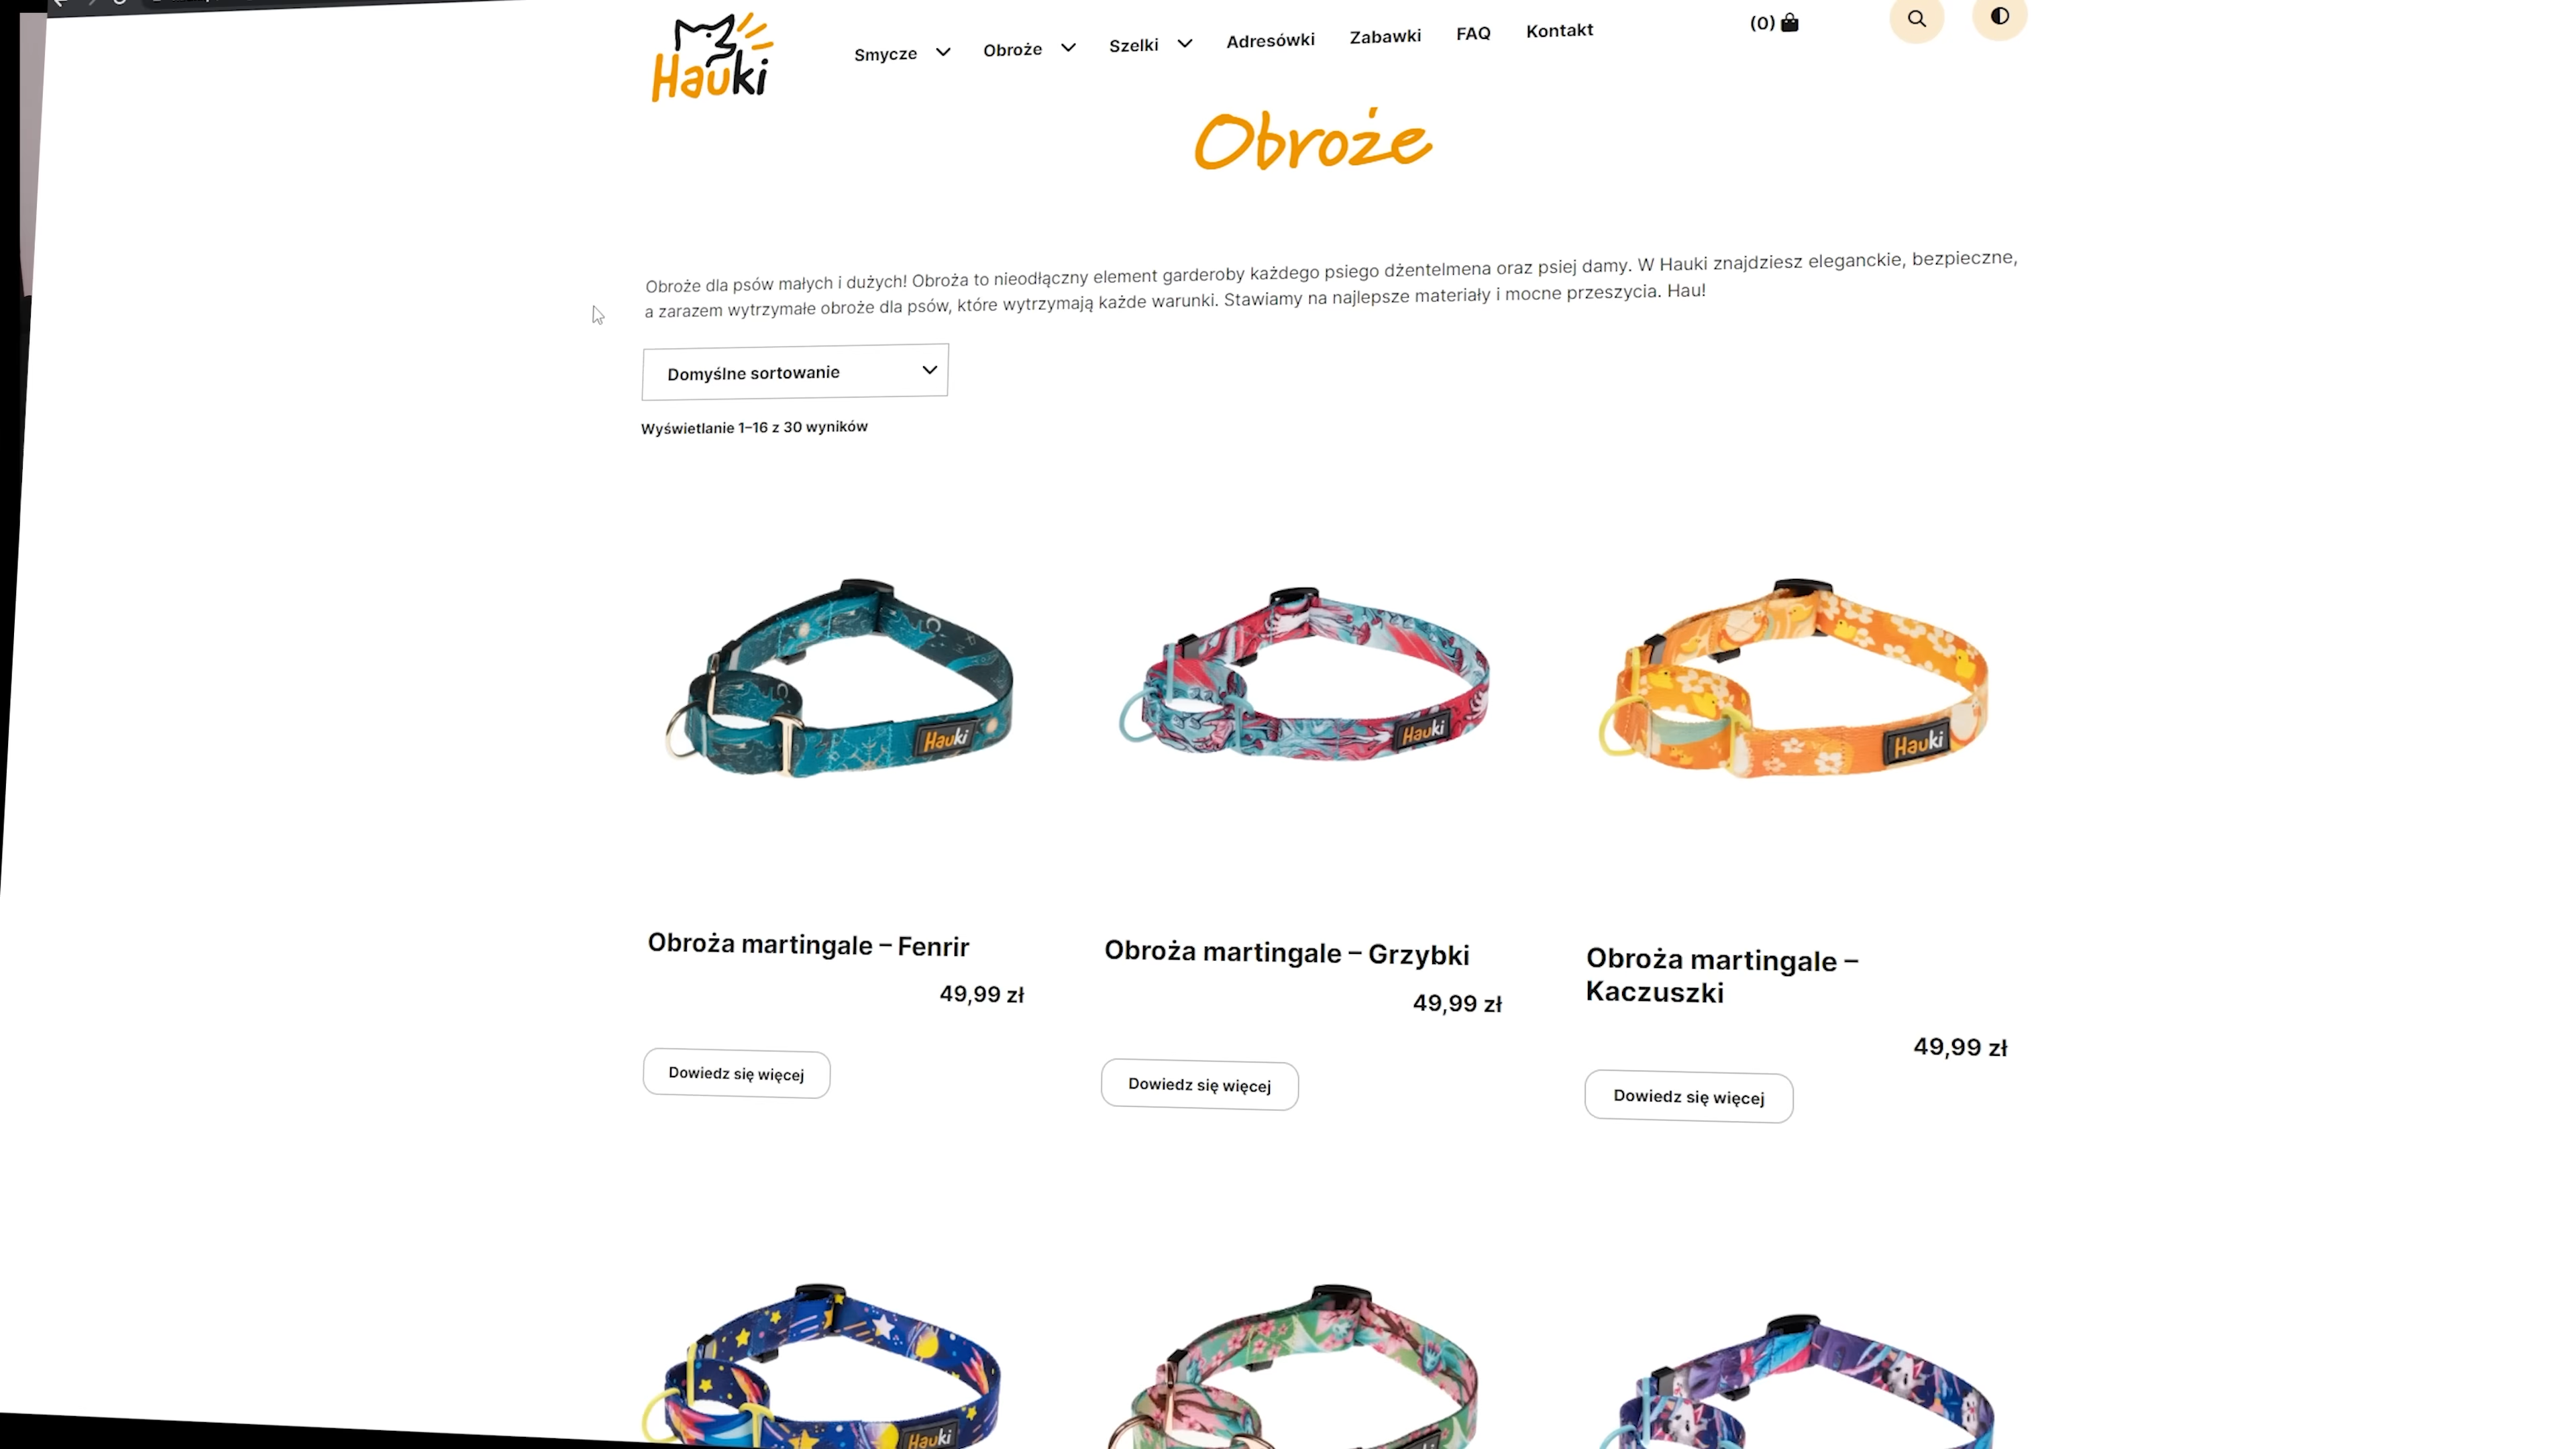 Hauki
Smycze
Obroże
Szelki
Adresówki
Zabawki
FAQ
Kontakt
(0)
Obroże
Obroże dla psów małych i dużych! Obroża to nieodłączny element garderoby każdego psiego dżentelmena oraz psiej damy. W Hauki znajdziesz eleganckie, bezpieczne,
a zarazem wytrzymałe obroże dla psów, które wytrzymają każde warunki. Stawiamy na najlepsze materiały i mocne przeszycia. Hau!
Domyślne sortowanie
Wyświetlanie 1–16 z 30 wyników
Hauki
Hauki
Hauki
Obroża martingale – Fenrir
49,99 zł
Dowiedz się więcej
Obroża martingale – Grzybki
49,99 zł
Dowiedz się więcej
Obroża martingale –
Kaczuszki
49,99 zł
Dowiedz się więcej
Hauki